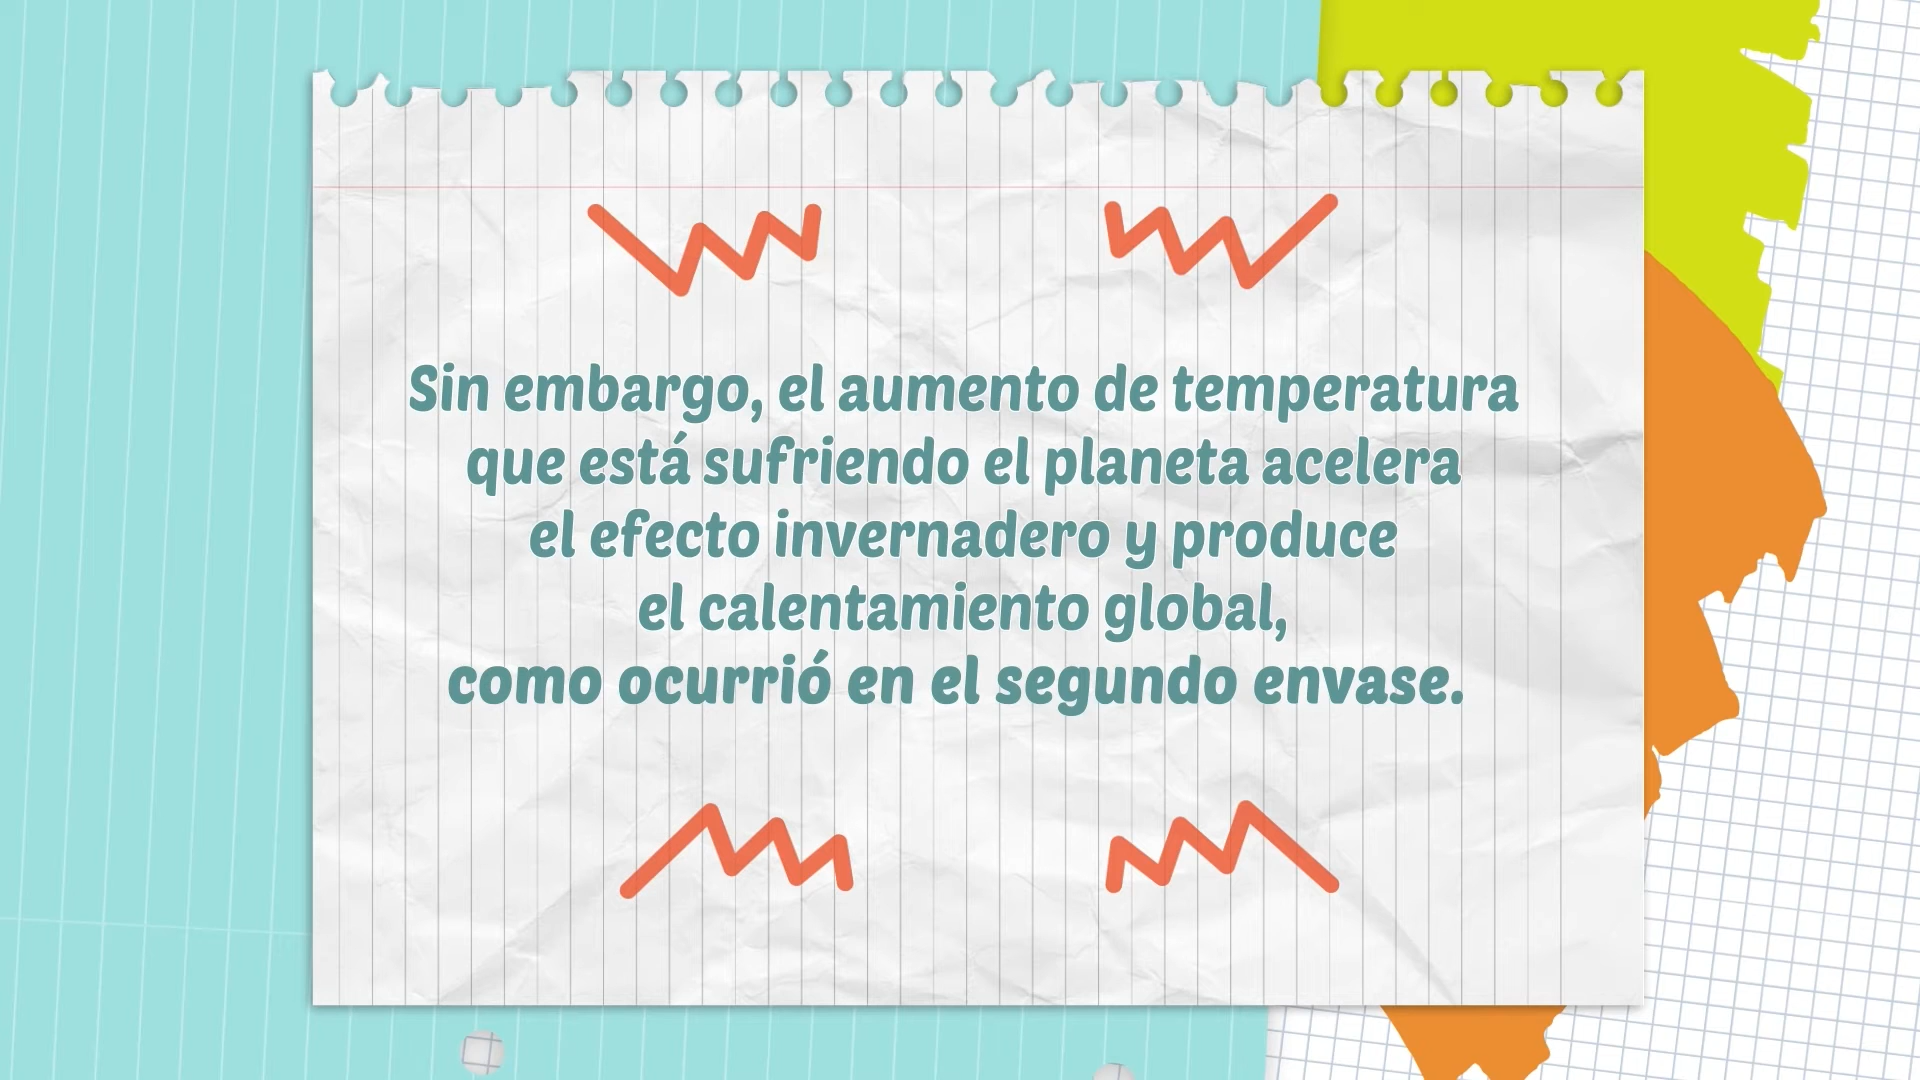 Sin embargo, el aumento de temperatura
que está sufriendo el planeta acelera
el efecto invernadero y produce
el calentamiento global,
como ocurrió en el segundo envase.